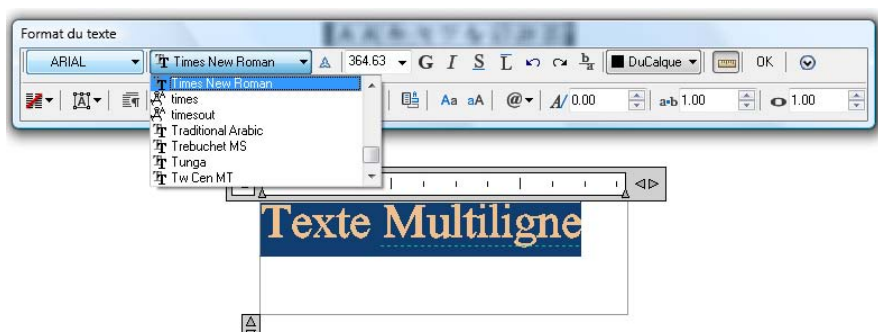 Format du texte
ARIAL Times New Roman 364.63 G I S L DuCalque OK
Aa aA @ A/ 0.00 a•b 1.00 1.00
Times New Roman
times
timesout
Traditional Arabic
Trebuchet MS
Tunga
Tw Cen MT
Texte Multiligne